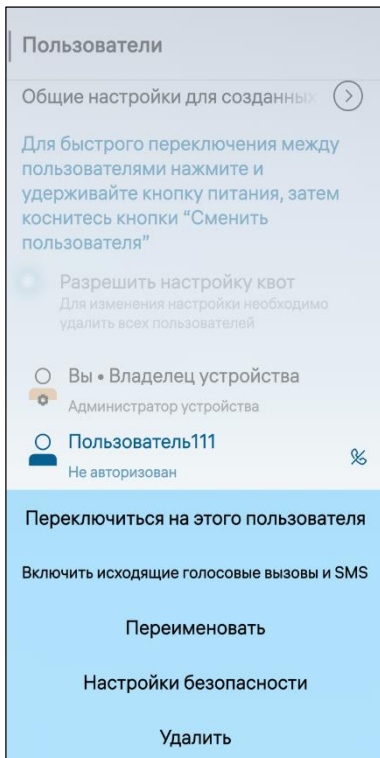 Пользователи
Общие настройки для созданных
Для быстрого переключения между
пользователями нажмите и
удерживайте кнопку питания, затем
коснитесь кнопки “Сменить
пользователя”
Разрешить настройку квот
Для изменения настройки необходимо
удалить всех пользователей
Вы • Владелец устройства
Администратор устройства
Пользователь111
Не авторизован
Переключиться на этого пользователя
Включить исходящие голосовые вызовы и SMS
Переименовать
Настройки безопасности
Удалить